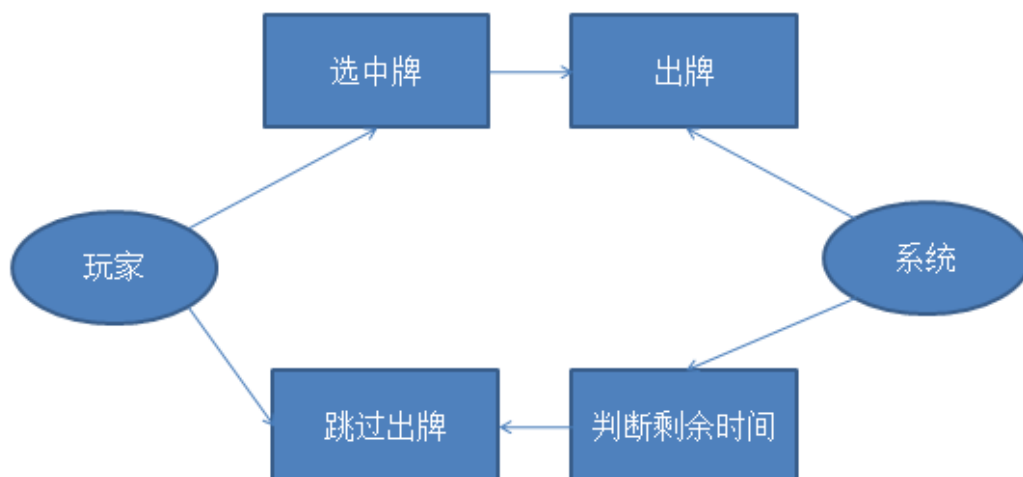 选中牌
出牌
玩家
系统
跳过出牌
判断剩余时间